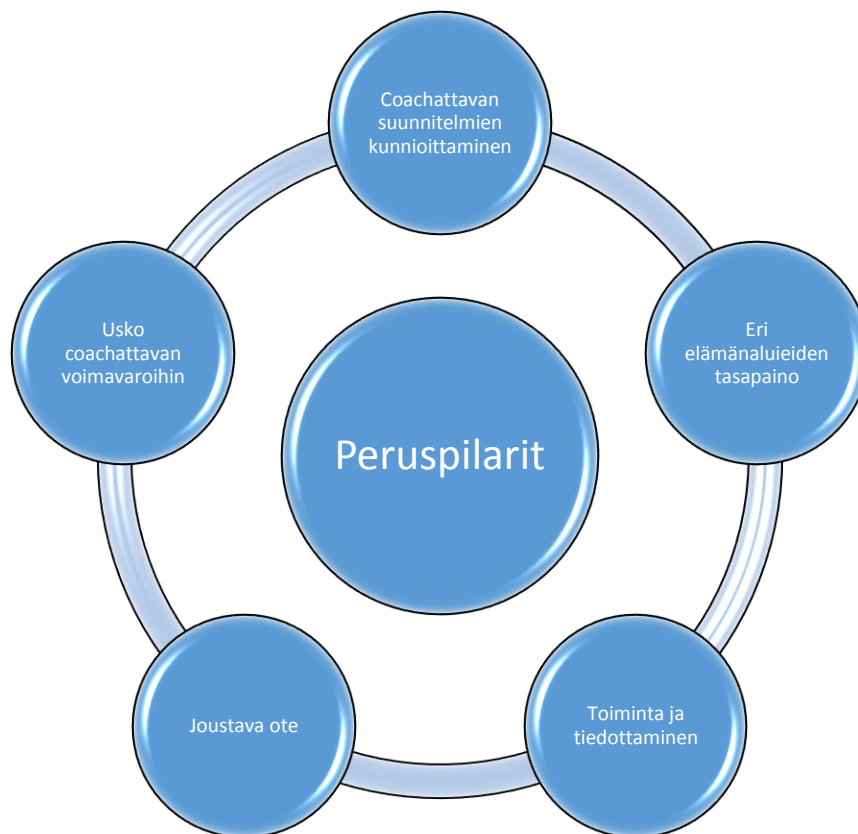 Coachattavan
suunnitelmien
kunnioittaminen
Usko
coachattavan
voimavaroihin
Eri
elämänaluieiden
tasapaino
Peruspilarit
Joustava ote
Toiminta ja
tiedottaminen